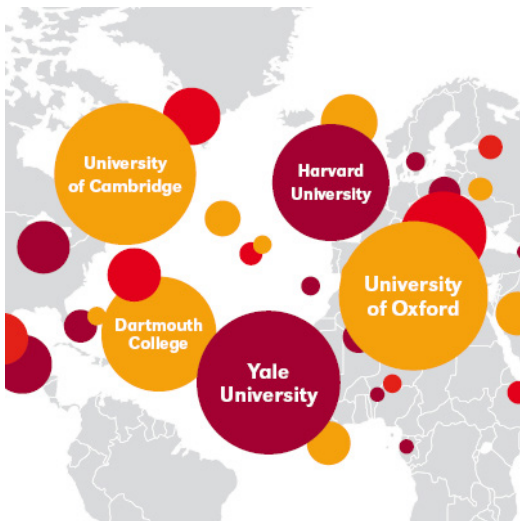 University
of Cambridge
Harvard
University
University
of Oxford
Dartmouth
College
Yale
University